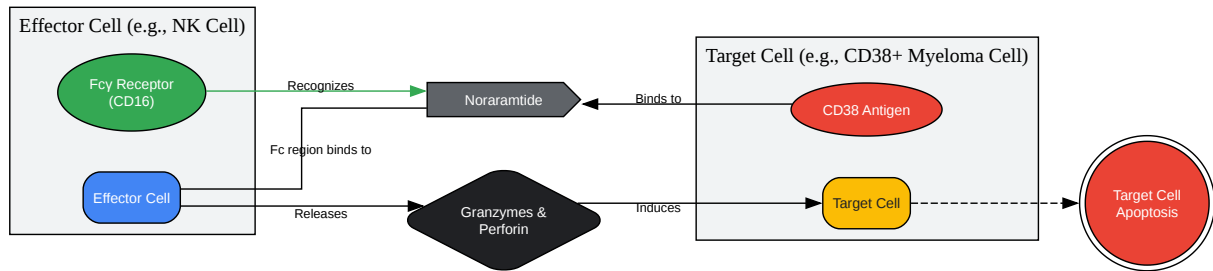 Effector Cell (e.g., NK Cell)
Fcγ Receptor
(CD16)
Recognizes
Noraramtide
Fc region binds to
Effector Cell
Releases
Granzymes &
Perforin
Target Cell (e.g., CD38+ Myeloma Cell)
Binds to
CD38 Antigen
Induces
Target Cell
Target Cell
Apoptosis